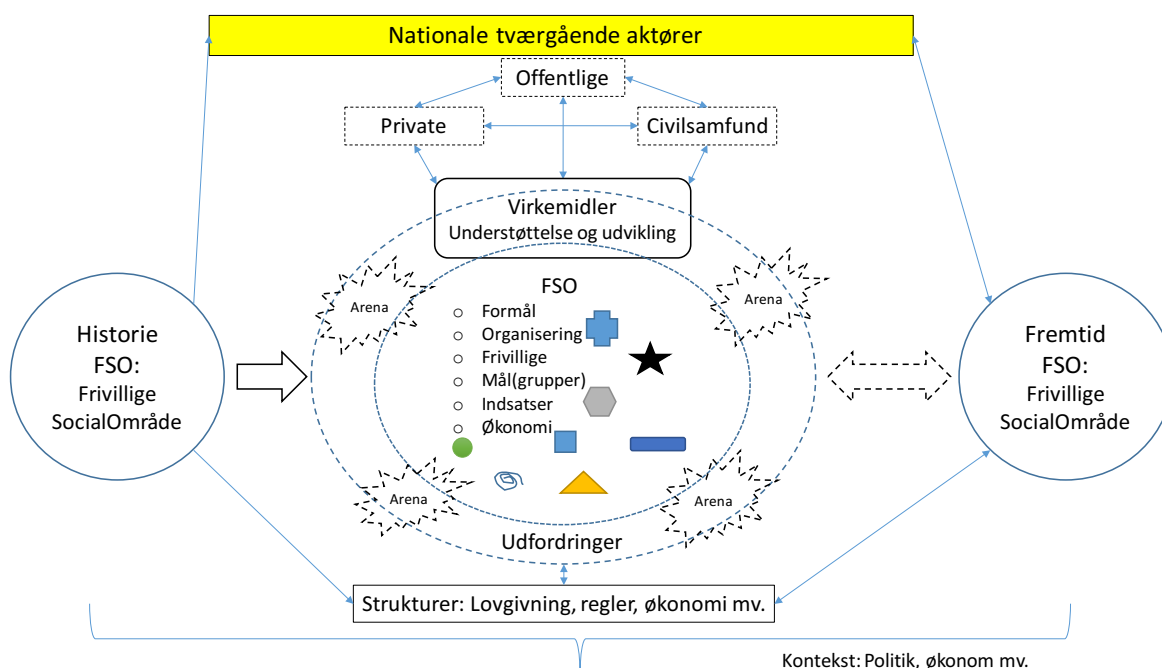 Nationale tværgående aktører
Offentlige
Private
Civilsamfund
Virkemidler
Understøttelse og udvikling
Arena
Arena
FSO
Formål
Organisering
Frivillige
Mål(grupper)
Indsatser
Økonomi
Historie
FSO:
Frivillige
SocialOmråde
Fremtid
FSO:
Frivillige
SocialOmråde
Arena
Arena
Udfordringer
Strukturer: Lovgivning, regler, økonomi mv.
Kontekst: Politik, økonom mv.